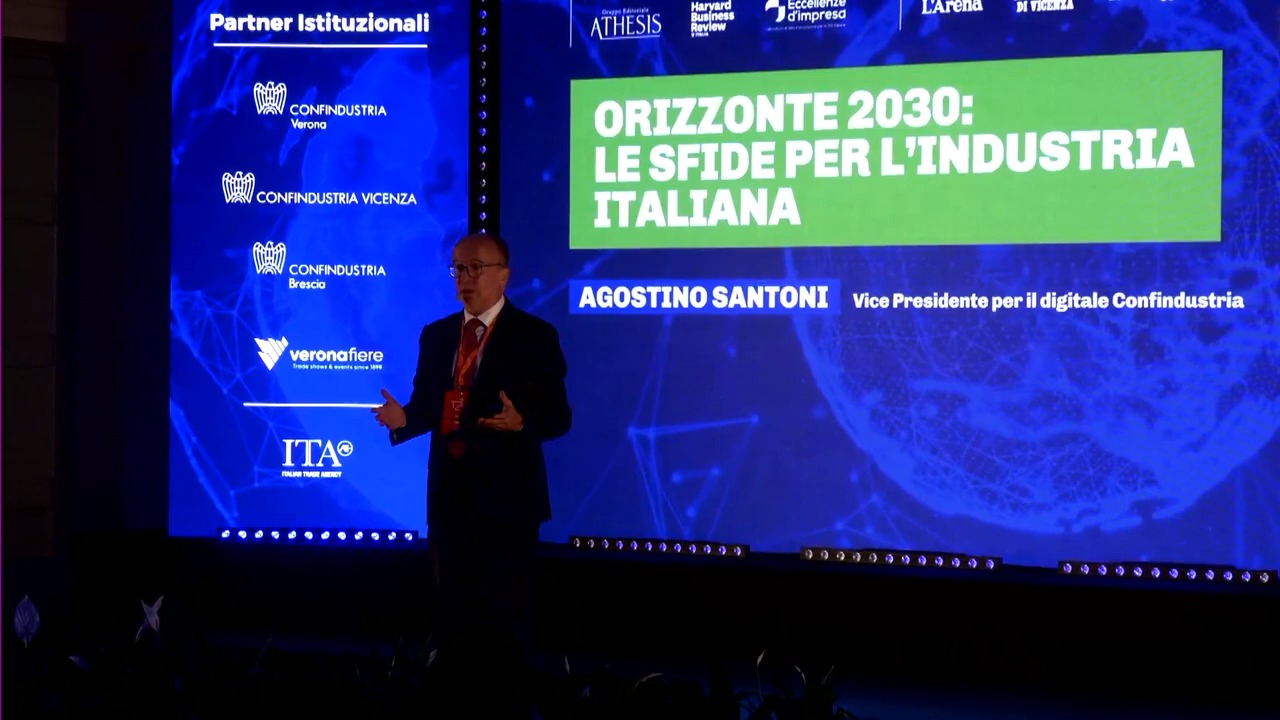 Partner Istituzionali
CONFINDUSTRIA
Verona
CONFINDUSTRIA VICENZA
CONFINDUSTRIA
Brescia
veronafiere
Trade shows & events since 1898
ITA
ITALIAN TRADE AGENCY
Gruppo Editoriale
ATHESIS
Harvard
Business
Review
Eccellenze
d'impresa
L'Arena
DI VICENZA
ORIZZONTE 2030:
LE SFIDE PER L'INDUSTRIA
ITALIANA
AGOSTINO SANTONI
Vice Presidente per il digitale Confindustria